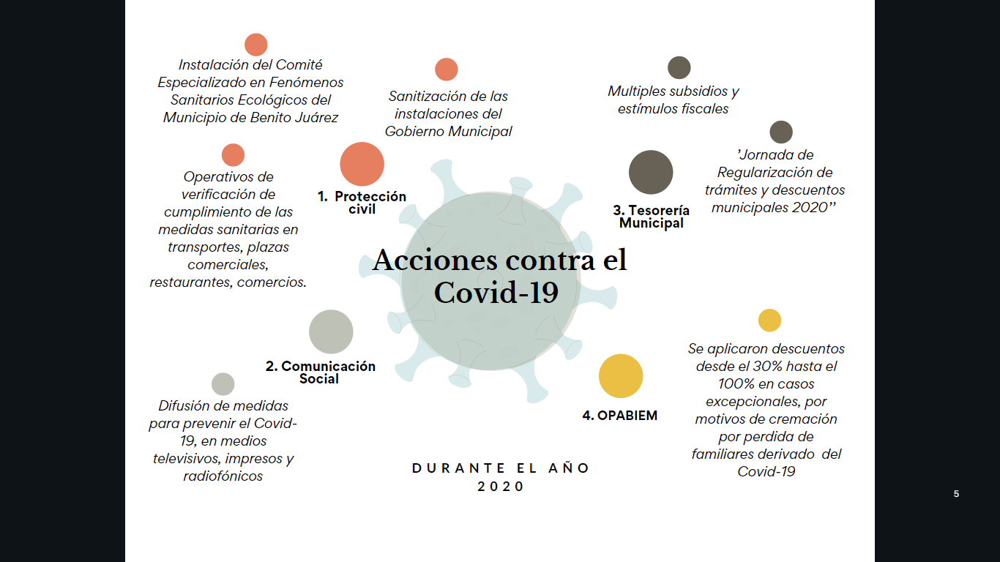 Instalación del Comité
Especializado en Fenómenos
Sanitarios Ecológicos del
Municipio de Benito Juárez
Sanitización de las
instalaciones del
Gobierno Municipal
Operativos de
verificación de
cumplimiento de las
medidas sanitarias en
transportes, plazas
comerciales,
restaurantes, comercios.
1. Protección
civil
Multiples subsidios y
estímulos fiscales
’Jornada de
Regularización de
trámites y descuentos
municipales 2020”
3. Tesorería
Municipal
Acciones contra el
Covid-19
2. Comunicación
Social
Difusión de medidas
para prevenir el Covid-
19, en medios
televisivos, impresos y
radiofónicos
4. OPABIEM
Se aplicaron descuentos
desde el 30% hasta el
100% en casos
excepcionales, por
motivos de cremación
por perdida de
familiares derivado del
Covid-19
DURANTE EL AÑO
2020
5